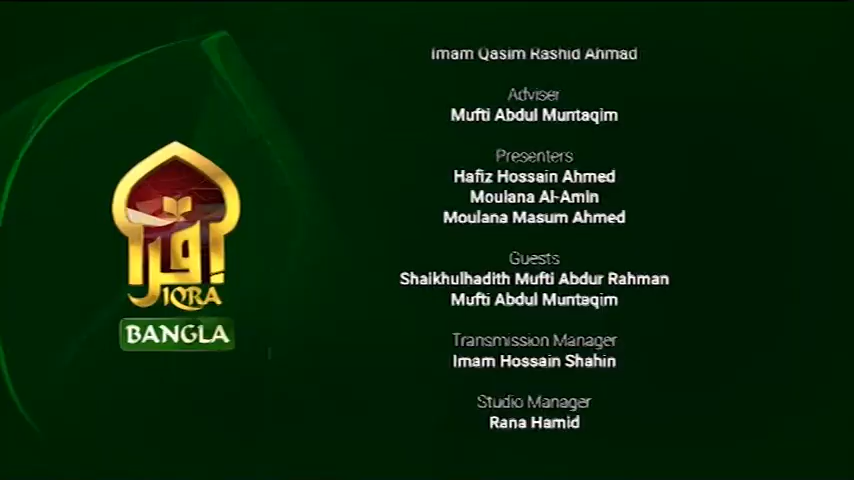 اقرأ
IQRA
BANGLA
Imam Qasim Rashid Ahmad
Adviser
Mufti Abdul Muntaqim
Presenters
Hafiz Hossain Ahmed
Moulana Al-Amin
Moulana Masum Ahmed
Guests
Shaikhulhadith Mufti Abdur Rahman
Mufti Abdul Muntaqim
Transmission Manager
Imam Hossain Shahin
Studio Manager
Rana Hamid